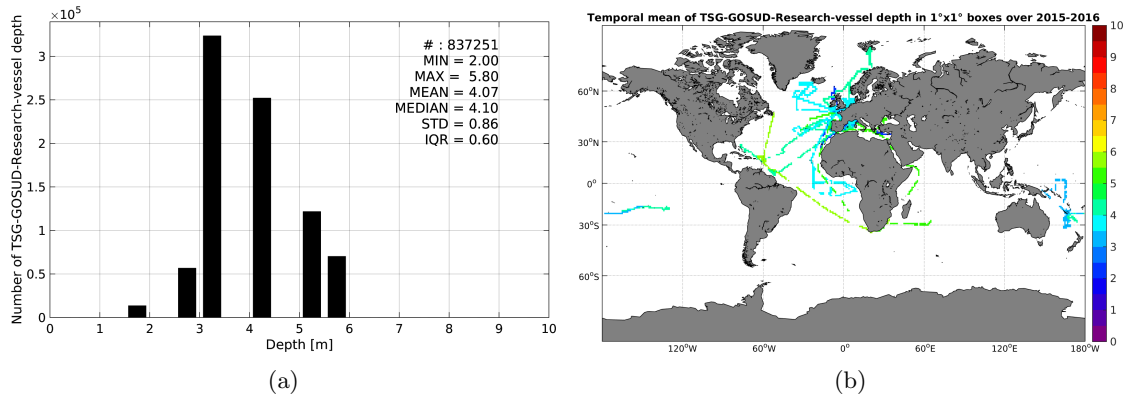 ×10⁵
Number of TSG-GOSUD-Research-vessel depth
3
2.5
2
1.5
1
0.5
0
# : 837251
MIN = 2.00
MAX = 5.80
MEAN = 4.07
MEDIAN = 4.10
STD = 0.86
IQR = 0.60
0 1 2 3 4 5 6 7 8 9 10
Depth [m]
(a)
Temporal mean of TSG-GOSUD-Research-vessel depth in 1°x1° boxes over 2015-2016
60°N
30°N
0°
30°S
60°S
120°W 60°W 0° 60°E 120°E 180°W
10
9
8
7
6
5
4
3
2
1
0
(b)